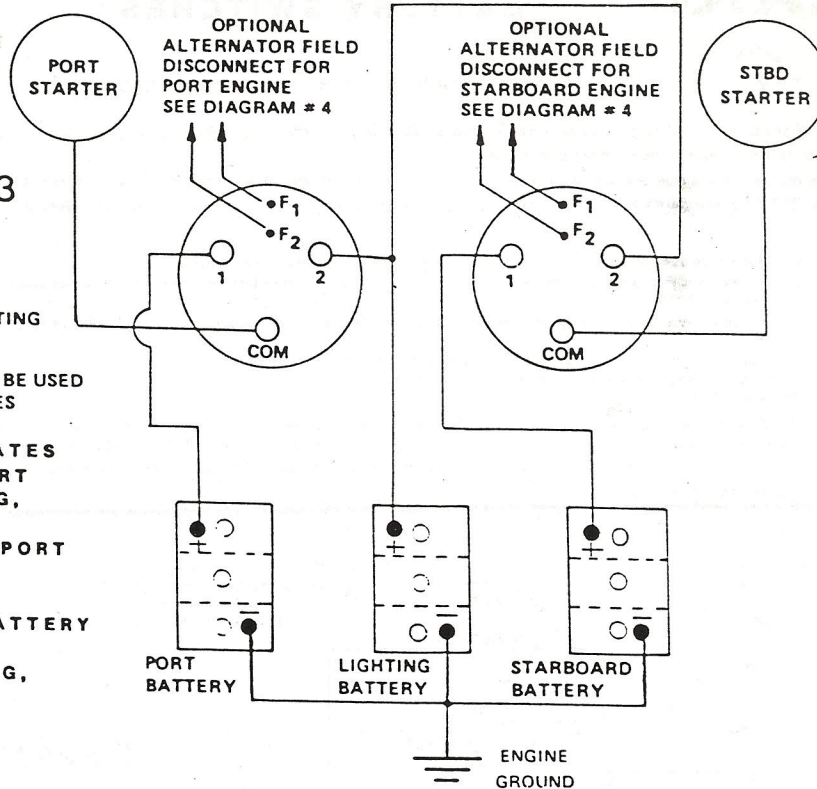 PORT
STARTER
OPTIONAL
ALTERNATOR FIELD
DISCONNECT FOR
PORT ENGINE
SEE DIAGRAM # 4
OPTIONAL
ALTERNATOR FIELD
DISCONNECT FOR
STARBOARD ENGINE
SEE DIAGRAM # 4
STBD
STARTER
3
F1
F2
1
2
COM
F1
F2
1
2
COM
TING
BE USED
ES
ATES
RT
G,
PORT
ATTERY
G,
+
–
+
–
+
–
PORT
BATTERY
LIGHTING
BATTERY
STARBOARD
BATTERY
ENGINE
GROUND